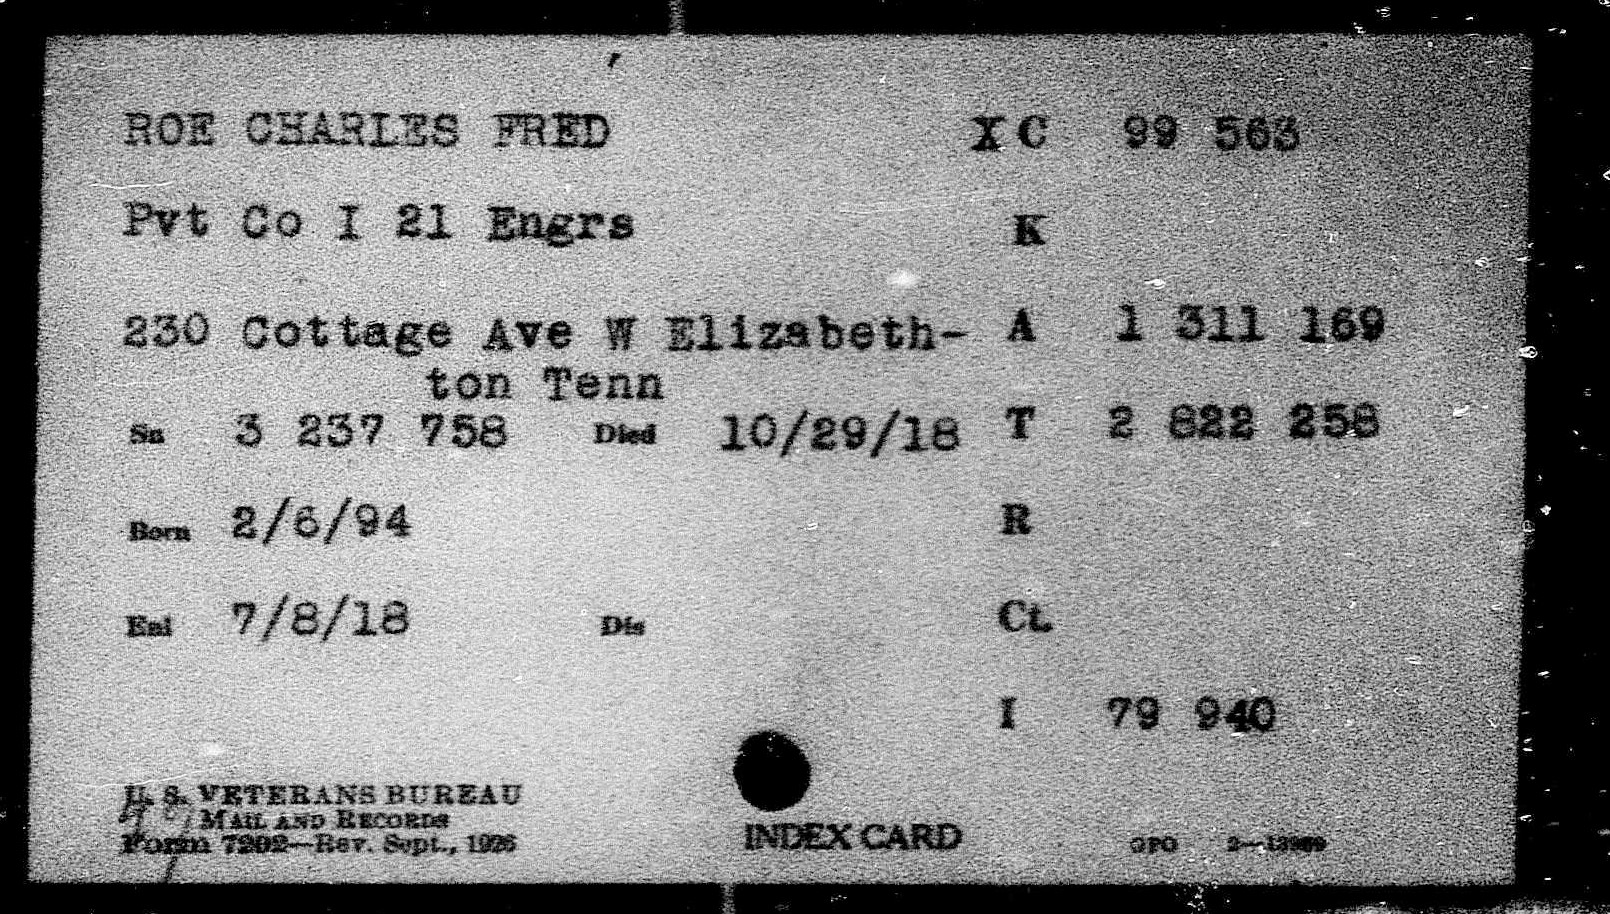 ROE CHARLES FRED XC 99 563
Pvt Co I 21 Engrs K
230 Cottage Ave W Elizabeth- A 1 311 169
ton Tenn
Sn 3 237 758 Died 10/29/18 T 2 822 258
Born 2/6/94 R
Enl 7/8/18 Dis Ct.
I 79 940
U. S. VETERANS BUREAU
MAIL AND RECORDS
Form 7202—Rev. Sept., 1926
INDEX CARD
GPO